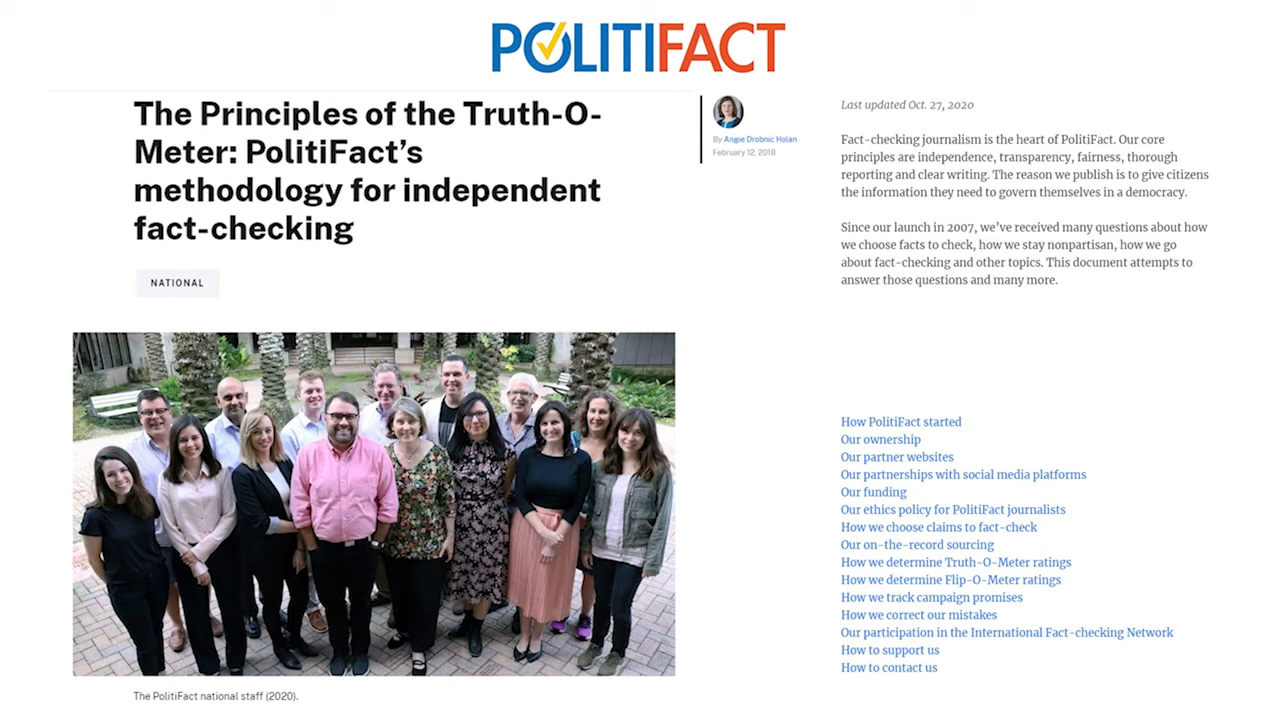 POLITIFACT
The Principles of the Truth-O-
Meter: PolitiFact's
methodology for independent
fact-checking
NATIONAL
By Angie Drobnic Holan
February 12, 2018
The PolitiFact national staff (2020).
Last updated Oct. 27, 2020
Fact-checking journalism is the heart of PolitiFact. Our core
principles are independence, transparency, fairness, thorough
reporting and clear writing. The reason we publish is to give citizens
the information they need to govern themselves in a democracy.
Since our launch in 2007, we've received many questions about how
we choose facts to check, how we stay nonpartisan, how we go
about fact-checking and other topics. This document attempts to
answer those questions and many more.
How PolitiFact started
Our ownership
Our partner websites
Our partnerships with social media platforms
Our funding
Our ethics policy for PolitiFact journalists
How we choose claims to fact-check
Our on-the-record sourcing
How we determine Truth-O-Meter ratings
How we determine Flip-O-Meter ratings
How we track campaign promises
How we correct our mistakes
Our participation in the International Fact-checking Network
How to support us
How to contact us